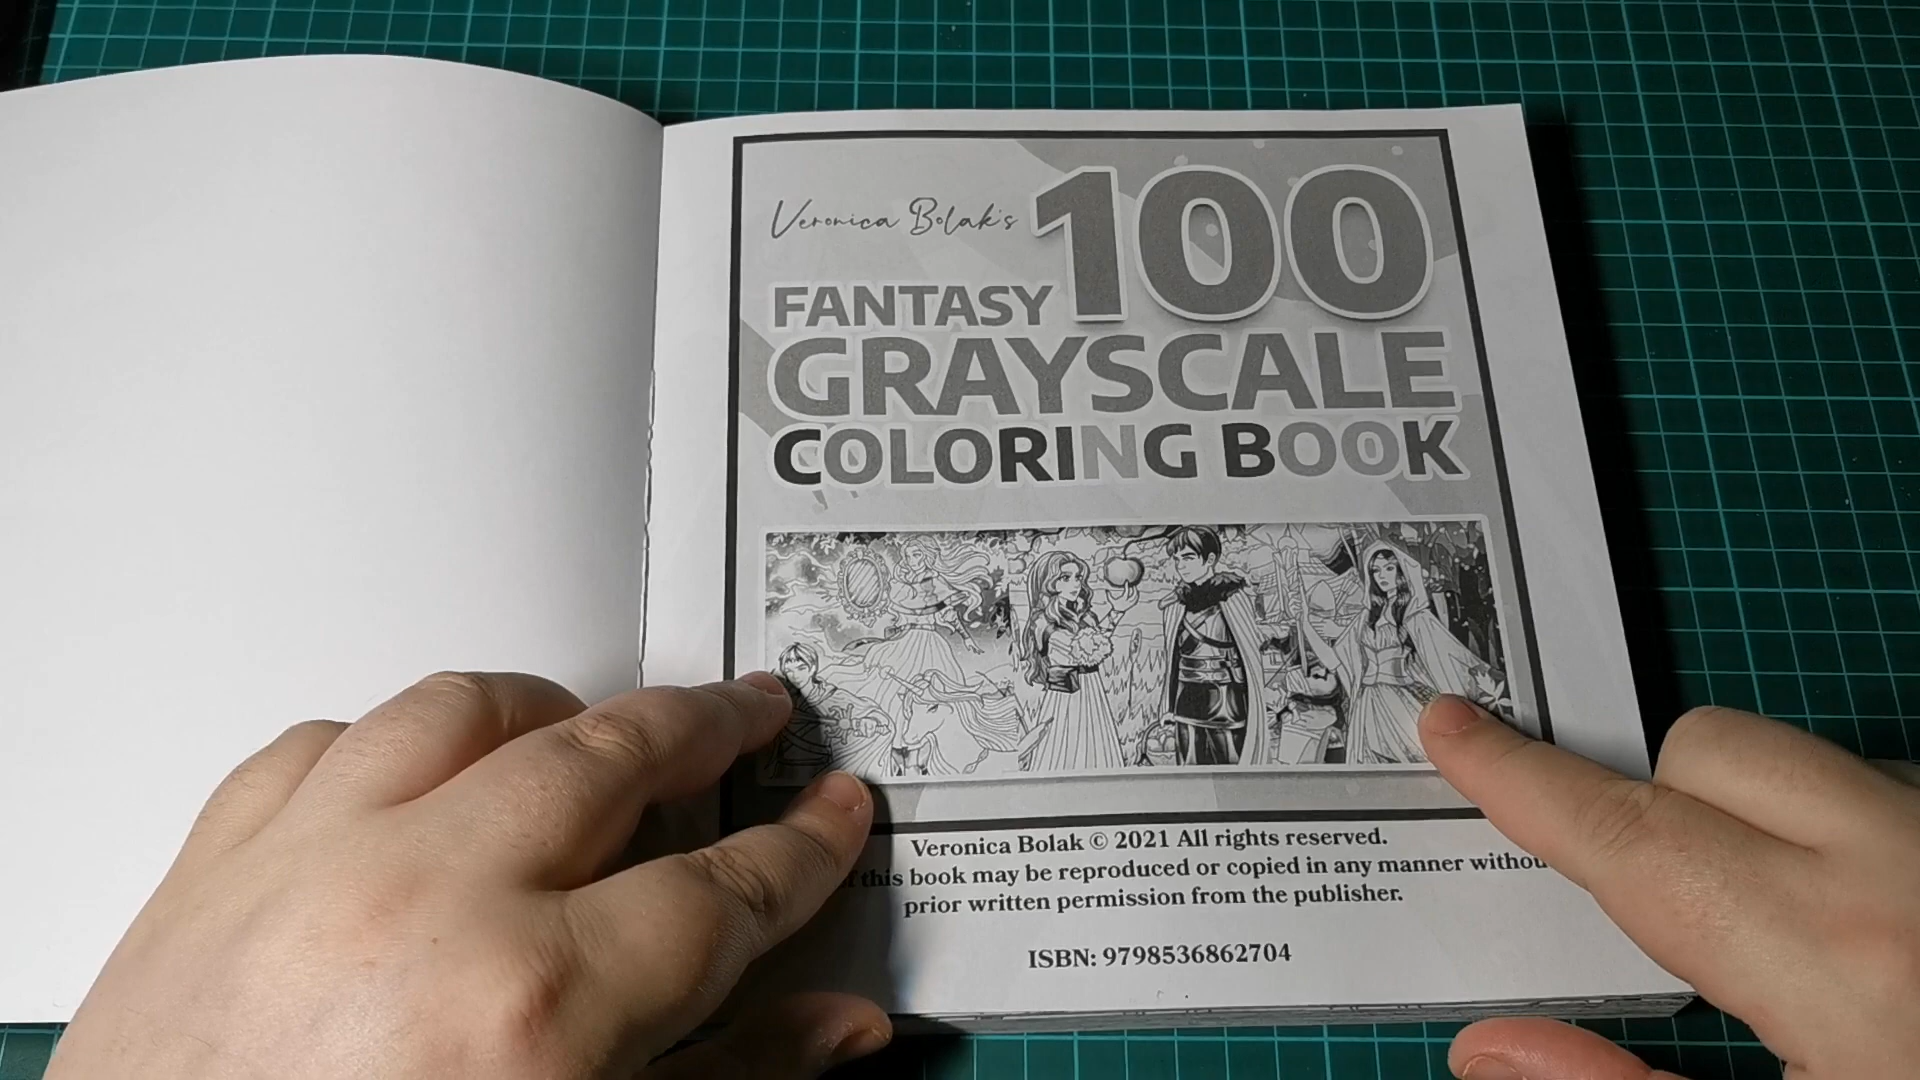 Veronica Bolak's 100
FANTASY
GRAYSCALE
COLORING BOOK
Veronica Bolak © 2021 All rights reserved.
this book may be reproduced or copied in any manner
prior written permission from the publisher.
ISBN: 9798536862704